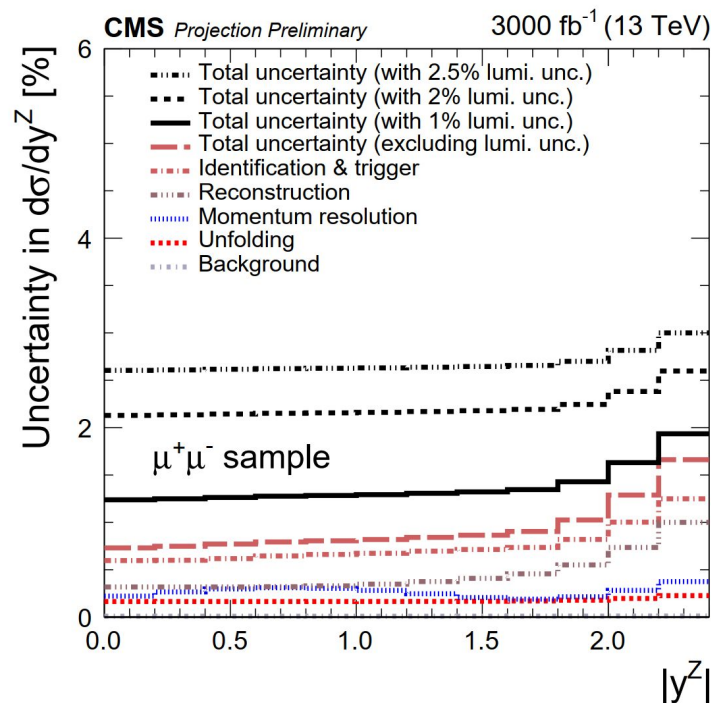 CMS Projection Preliminary 3000 fb⁻¹ (13 TeV)
Uncertainty in dσ/dy^Z [%]
6
Total uncertainty (with 2.5% lumi. unc.)
Total uncertainty (with 2% lumi. unc.)
Total uncertainty (with 1% lumi. unc.)
Total uncertainty (excluding lumi. unc.)
Identification & trigger
Reconstruction
Momentum resolution
Unfolding
Background
4
2
μ⁺μ⁻ sample
0
0.0 0.5 1.0 1.5 2.0
|y^Z|